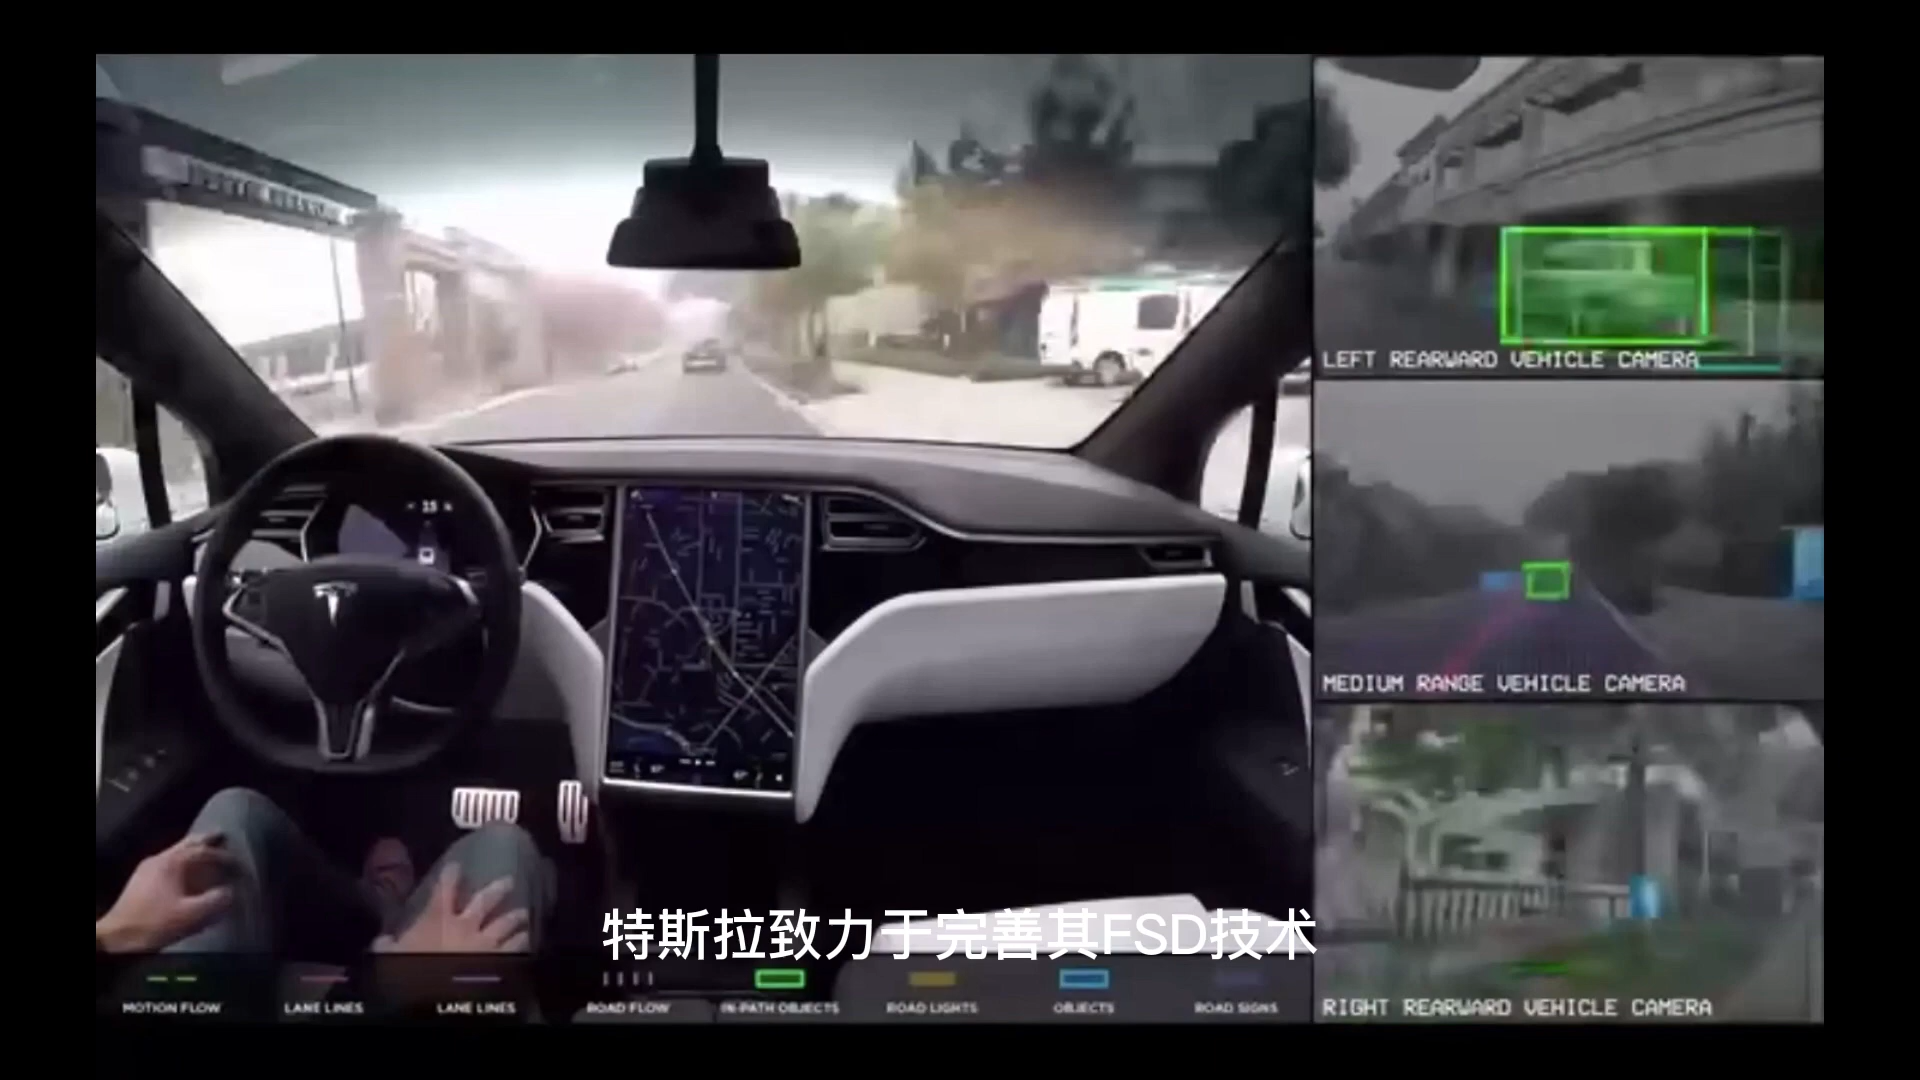 LEFT REARWARD VEHICLE CAMERA
MEDIUM RANGE VEHICLE CAMERA
特斯拉致力于完善其FSD技术
MOTION FLOW
LANE LINES
LANE LINES
ROAD FLOW
IN-PATH OBJECTS
ROAD LIGHTS
OBJECTS
ROAD SIGNS
RIGHT REARWARD VEHICLE CAMERA